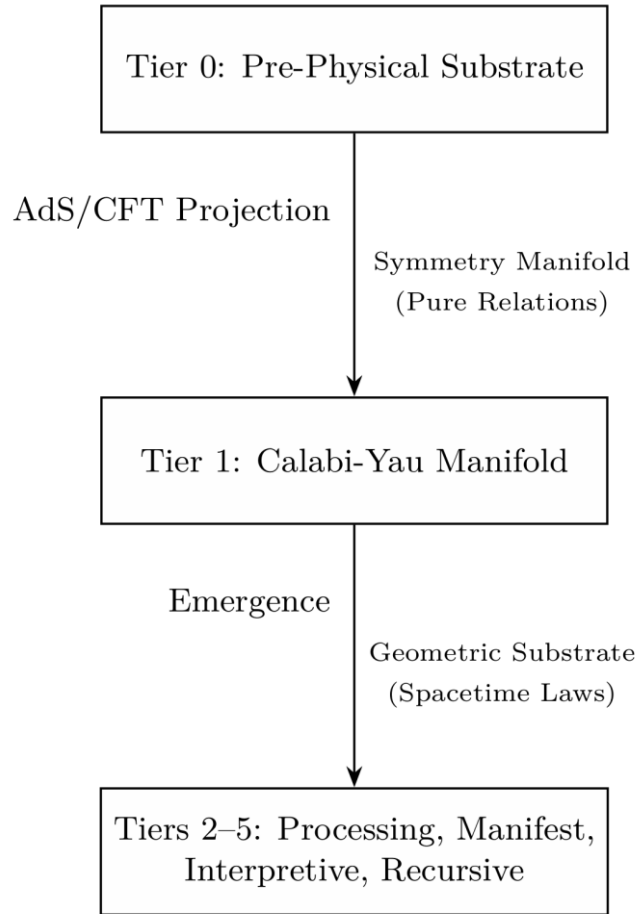 Tier 0: Pre-Physical Substrate
AdS/CFT Projection
Symmetry Manifold
(Pure Relations)
Tier 1: Calabi-Yau Manifold
Emergence
Geometric Substrate
(Spacetime Laws)
Tiers 2–5: Processing, Manifest,
Interpretive, Recursive